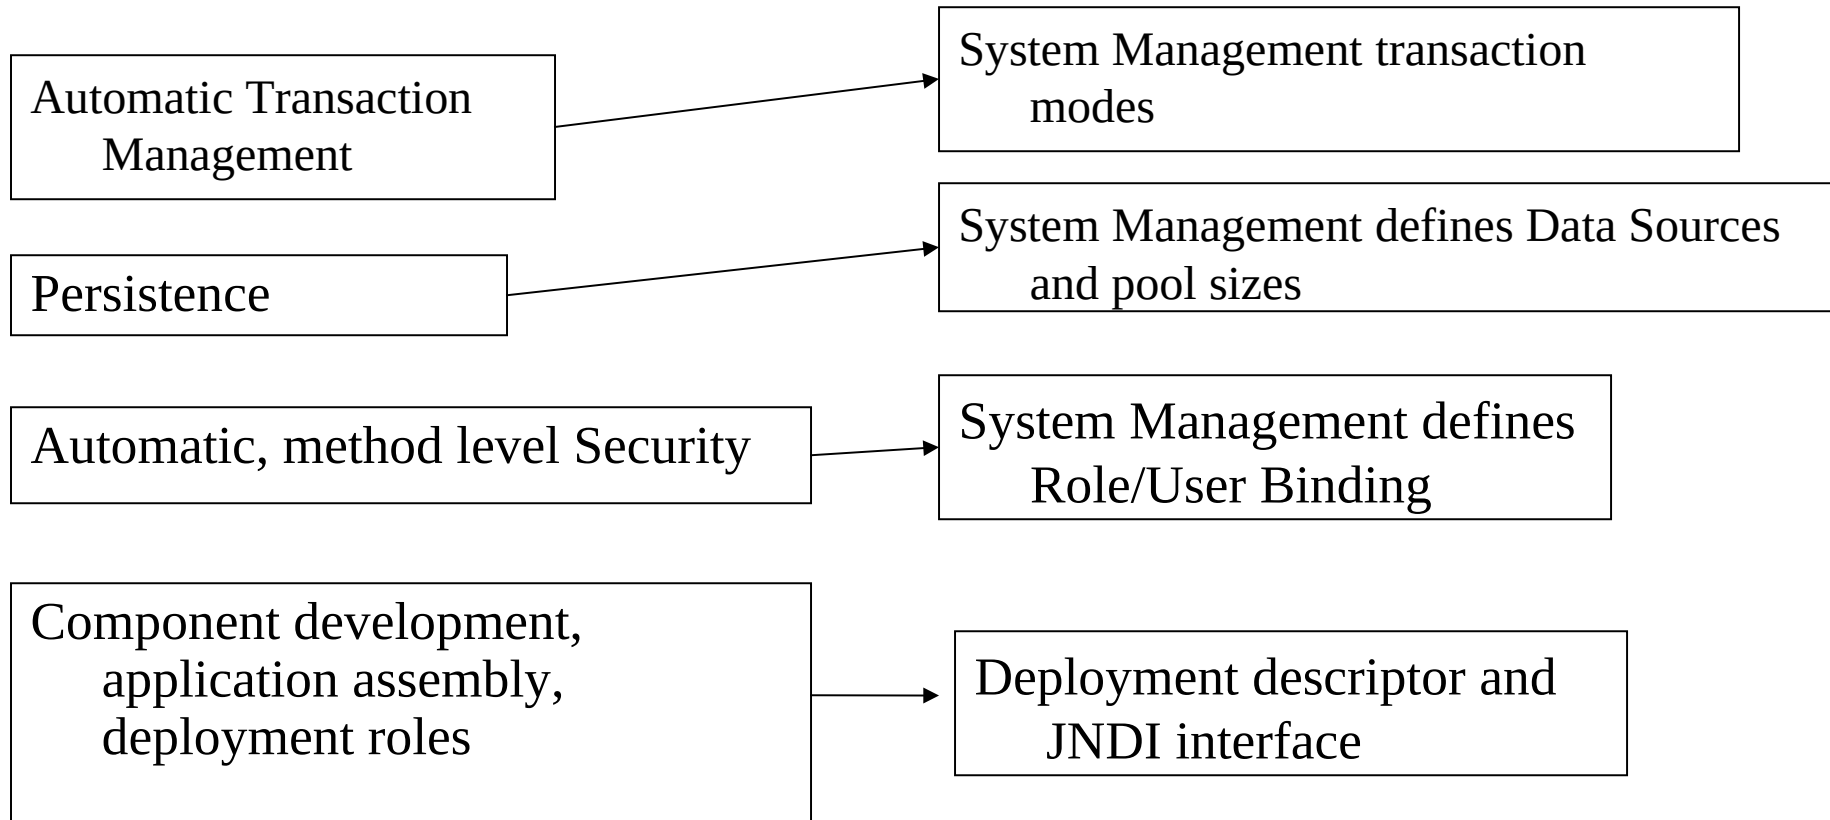 Automatic Transaction
Management
System Management transaction
modes
Persistence
System Management defines Data Sources
and pool sizes
Automatic, method level Security
System Management defines
Role/User Binding
Component development,
application assembly,
deployment roles
Deployment descriptor and
JNDI interface